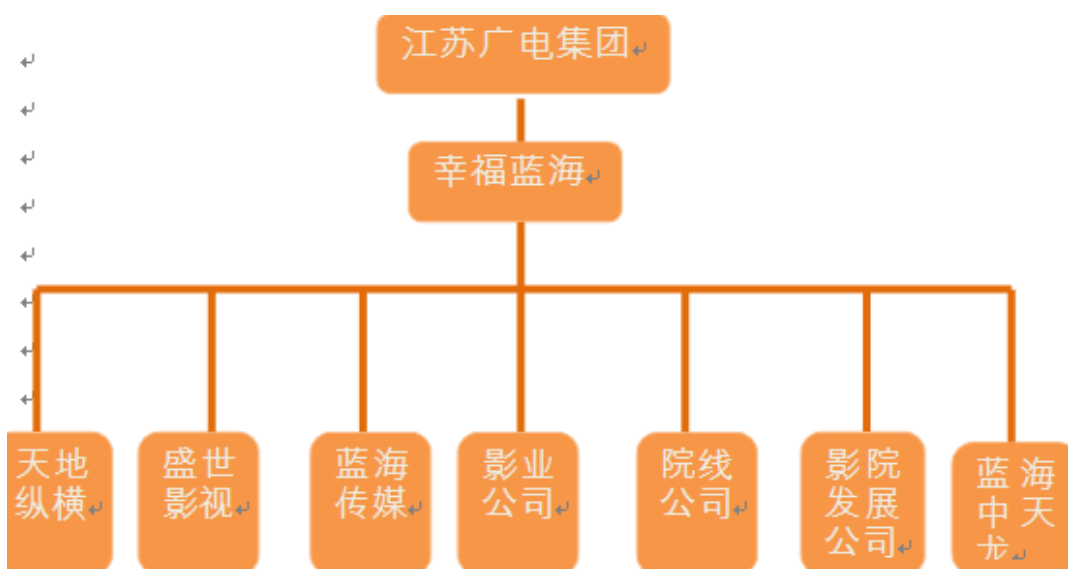 江苏广电集团
幸福蓝海
天地
纵横
盛世
影视
蓝海
传媒
影业
公司
院线
公司
影院
发展
公司
蓝海
中天
龙